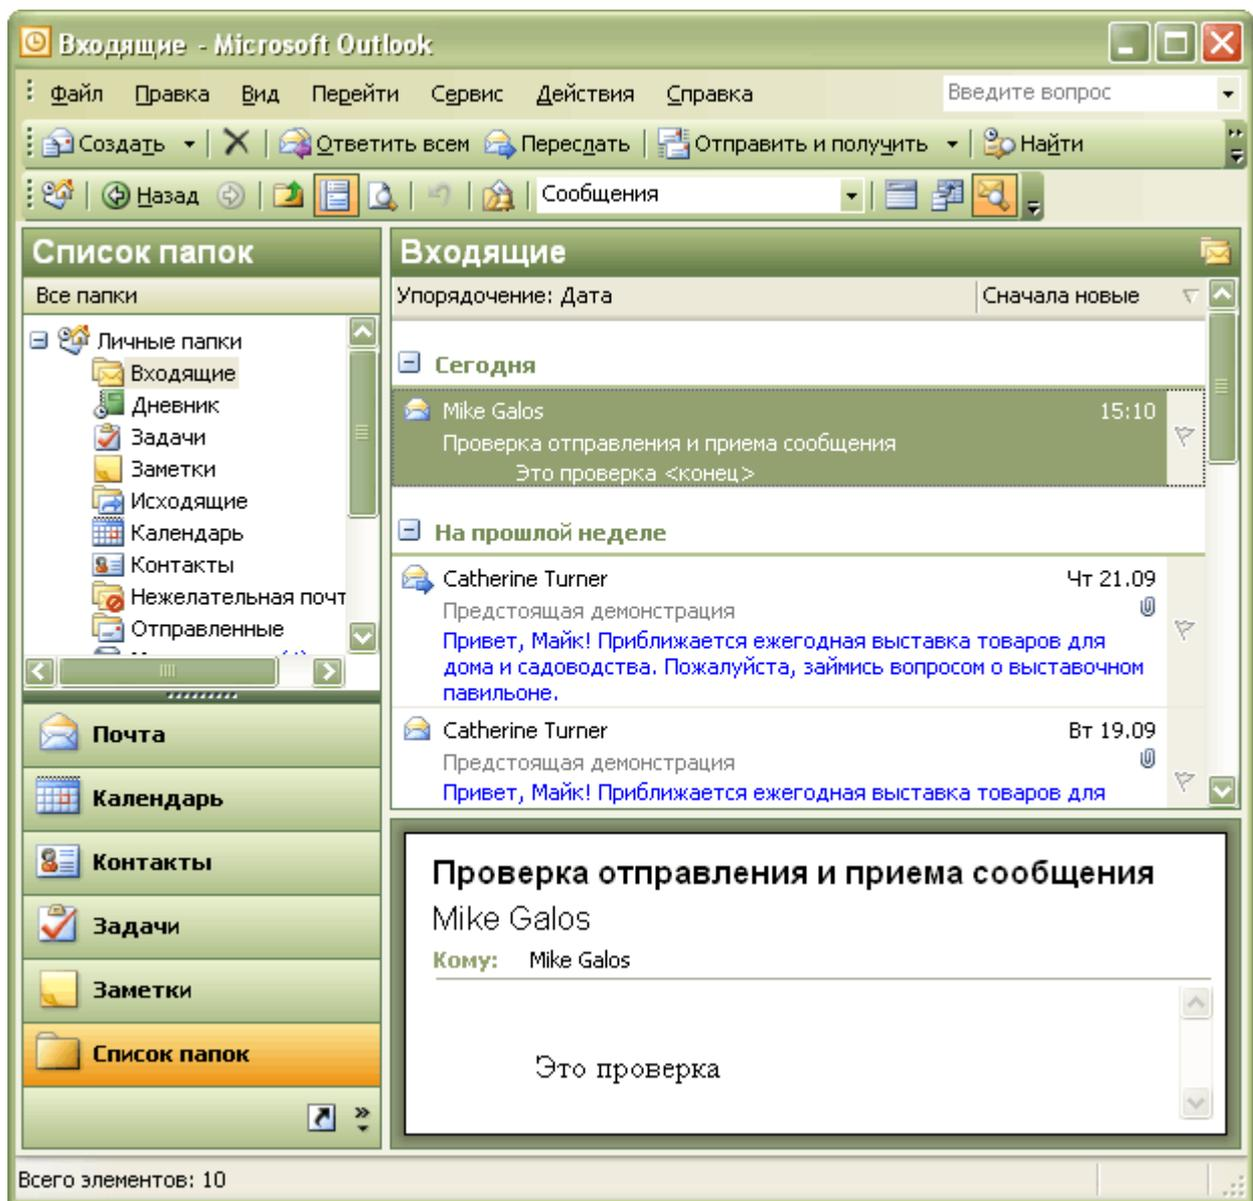 Входящие - Microsoft Outlook
Файл Правка Вид Перейти Сервис Действия Справка Введите вопрос
Создать Ответить всем Переслать Отправить и получить Найти
Назад Сообщения
Список папок
Все папки
Личные папки
Входящие
Дневник
Задачи
Заметки
Исходящие
Календарь
Контакты
Нежелательная почт
Отправленные
Почта
Календарь
Контакты
Задачи
Заметки
Список папок
Входящие
Упорядочение: Дата Сначала новые
Сегодня
Mike Galos 15:10
Проверка отправления и приема сообщения
Это проверка <конец>
На прошлой неделе
Catherine Turner Чт 21.09
Предстоящая демонстрация
Привет, Майк! Приближается ежегодная выставка товаров для
дома и садоводства. Пожалуйста, займись вопросом о выставочном
павильоне.
Catherine Turner Вт 19.09
Предстоящая демонстрация
Привет, Майк! Приближается ежегодная выставка товаров для
Проверка отправления и приема сообщения
Mike Galos
Кому: Mike Galos
Это проверка
Всего элементов: 10